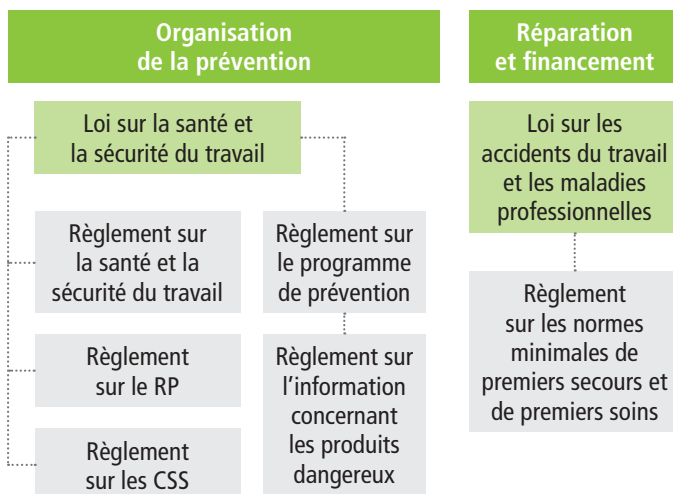 Organisation
de la prévention
Réparation
et financement
Loi sur la santé et
la sécurité du travail
Règlement sur
la santé et la
sécurité du travail
Règlement
sur le RP
Règlement
sur les CSS
Règlement sur
le programme
de prévention
Règlement sur
l'information
concernant
les produits
dangereux
Loi sur les
accidents du travail
et les maladies
professionnelles
Règlement
sur les normes
minimales de
premiers secours et
de premiers soins